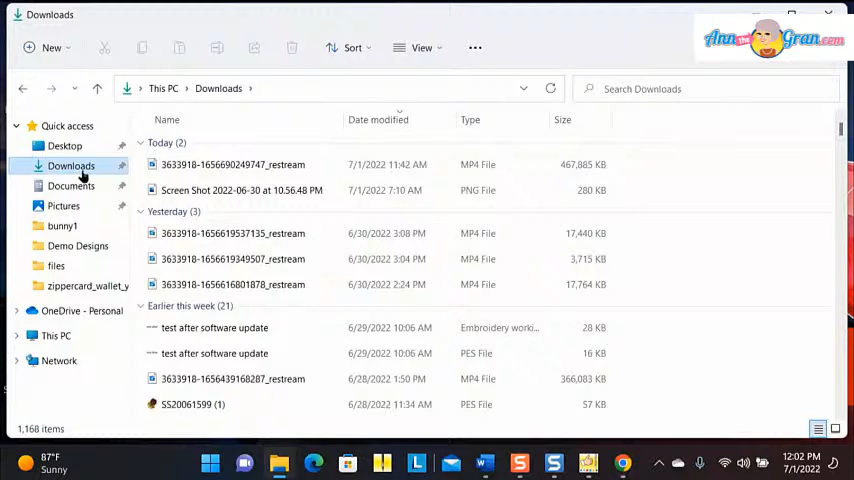 Downloads
New
Sort
View
AnntheGran.com
This PC > Downloads >
Search Downloads
Name
Date modified
Type
Size
Quick access
Desktop
Downloads
Documents
Pictures
bunny1
Demo Designs
files
zippercard_wallet_y
OneDrive - Personal
This PC
Network
Today (2)
3633918-1656690249747_restream 7/1/2022 11:42 AM MP4 File 467,885 KB
Screen Shot 2022-06-30 at 10.56.48 PM 7/1/2022 7:10 AM PNG File 280 KB
Yesterday (3)
3633918-1656619537135_restream 6/30/2022 3:08 PM MP4 File 17,440 KB
3633918-1656619349507_restream 6/30/2022 3:04 PM MP4 File 3,715 KB
3633918-1656616801878_restream 6/30/2022 2:24 PM MP4 File 17,764 KB
Earlier this week (21)
test after software update 6/29/2022 10:06 AM Embroidery worki... 28 KB
test after software update 6/29/2022 10:06 AM PES File 16 KB
3633918-1656439168287_restream 6/28/2022 1:50 PM MP4 File 366,083 KB
SS20061599 (1) 6/28/2022 11:34 AM PES File 57 KB
1,168 items
87°F
Sunny
L
W
S
S
12:02 PM
7/1/2022